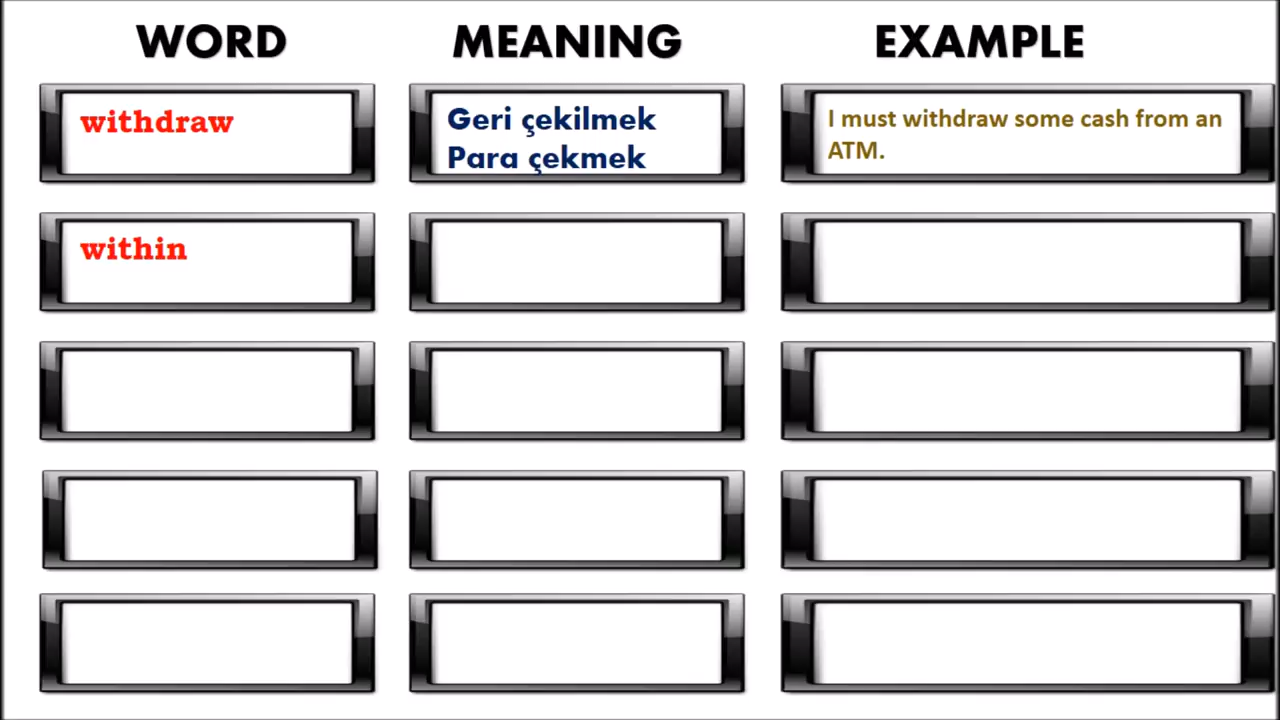 WORD MEANING EXAMPLE
withdraw
Geri çekilmek
Para çekmek
I must withdraw some cash from an
ATM.
within